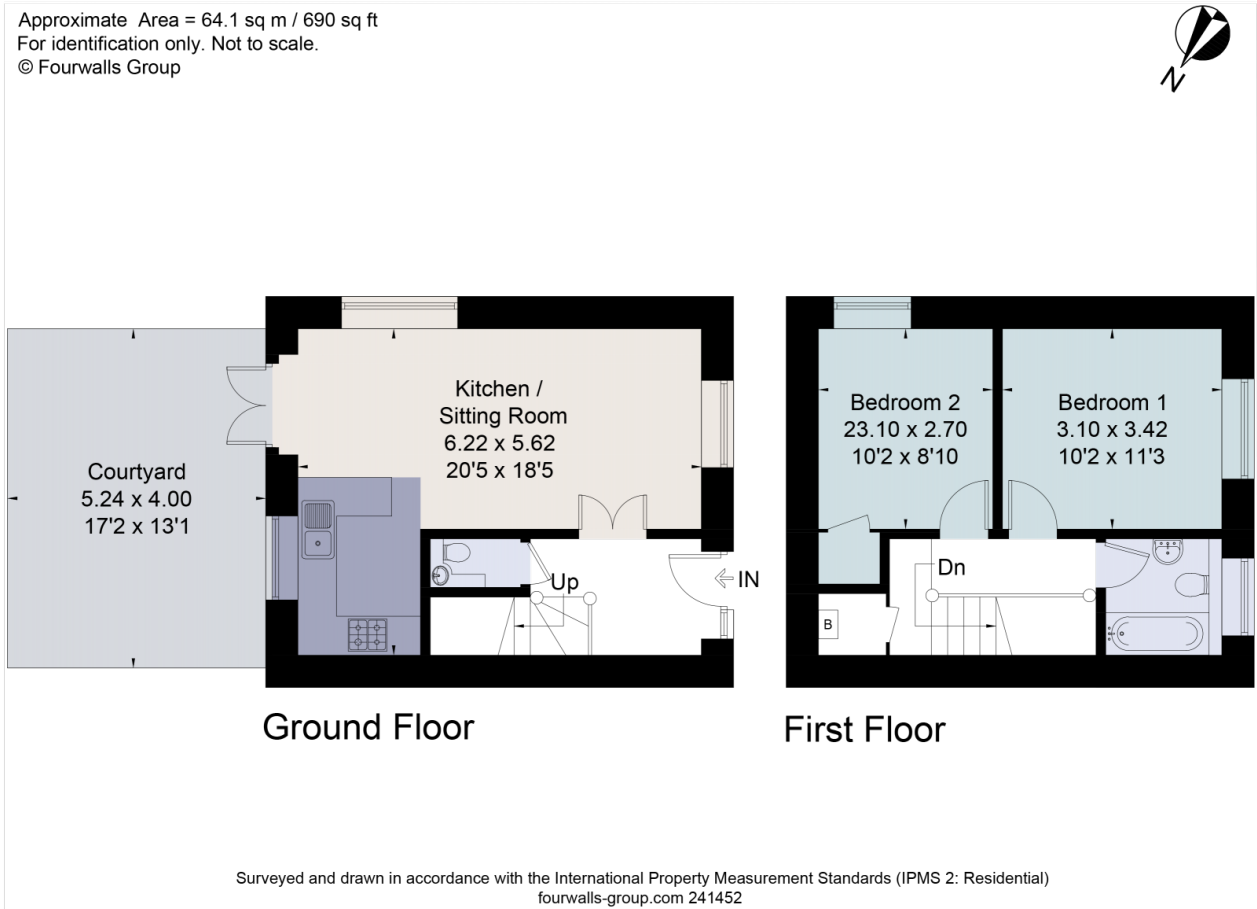 Approximate Area = 64.1 sq m / 690 sq ft
For identification only. Not to scale.
© Fourwalls Group
N
Kitchen /
Sitting Room
6.22 x 5.62
20'5 x 18'5
Courtyard
5.24 x 4.00
17'2 x 13'1
Up
IN
Ground Floor
Bedroom 2
23.10 x 2.70
10'2 x 8'10
Bedroom 1
3.10 x 3.42
10'2 x 11'3
Dn
B
First Floor
Surveyed and drawn in accordance with the International Property Measurement Standards (IPMS 2: Residential)
fourwalls-group.com 241452